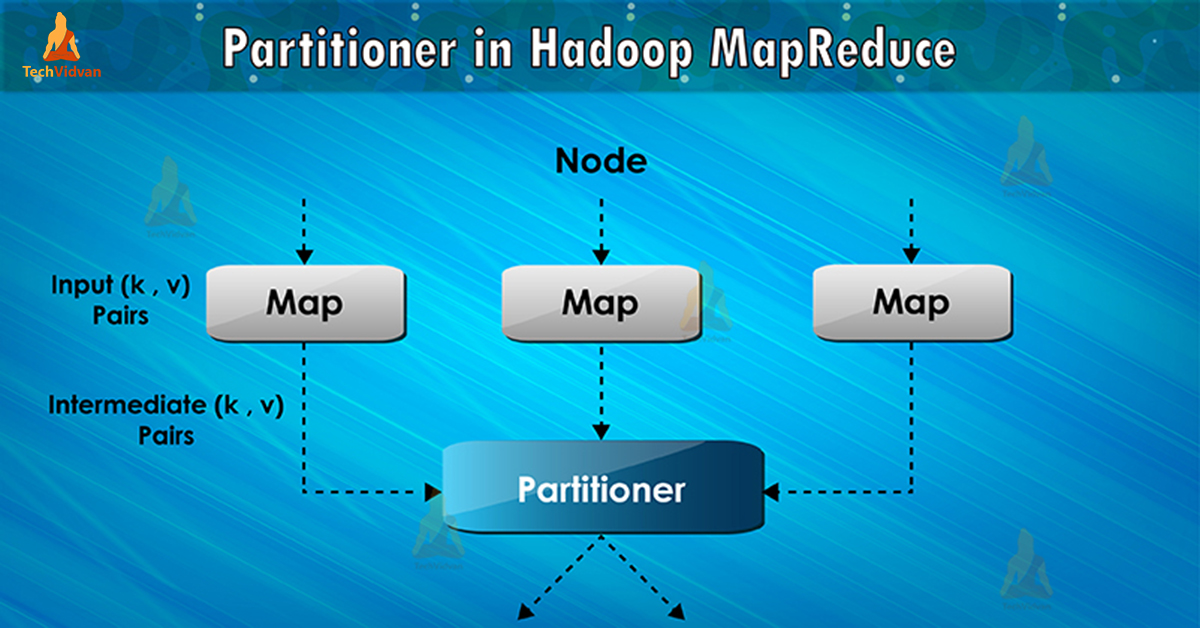 TechVidvan
Partitioner in Hadoop MapReduce
Node
Input (k , v)
Pairs
Map
Map
Map
Intermediate (k , v)
Pairs
Partitioner